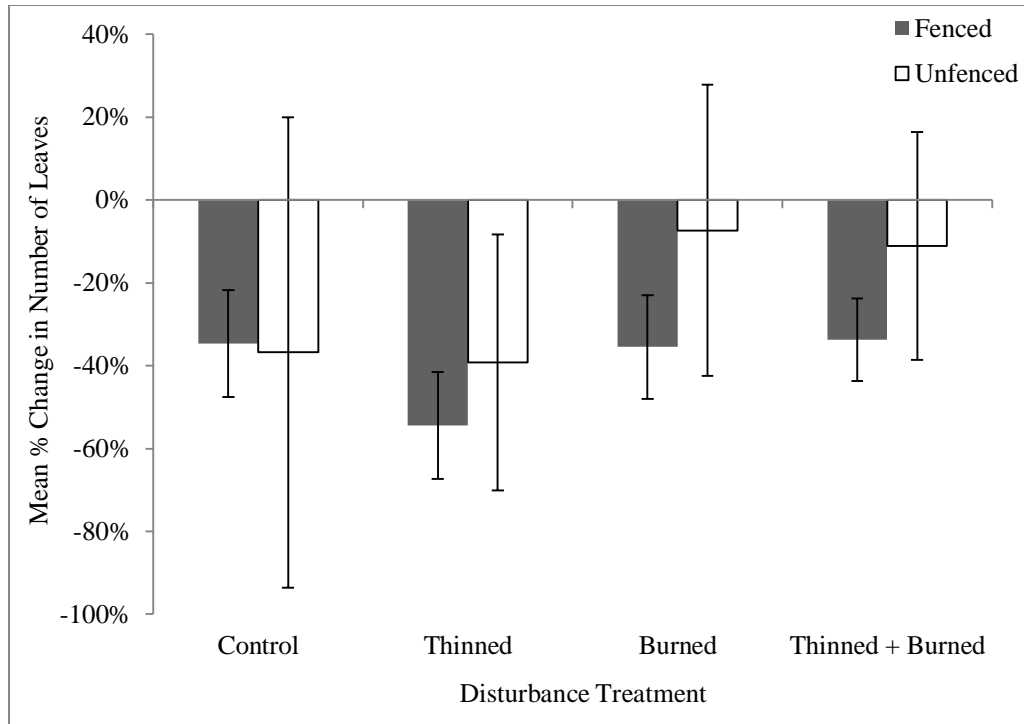 Fenced
Unfenced
40%
20%
0%
-20%
-40%
-60%
-80%
-100%
Mean % Change in Number of Leaves
Control
Thinned
Burned
Thinned + Burned
Disturbance Treatment